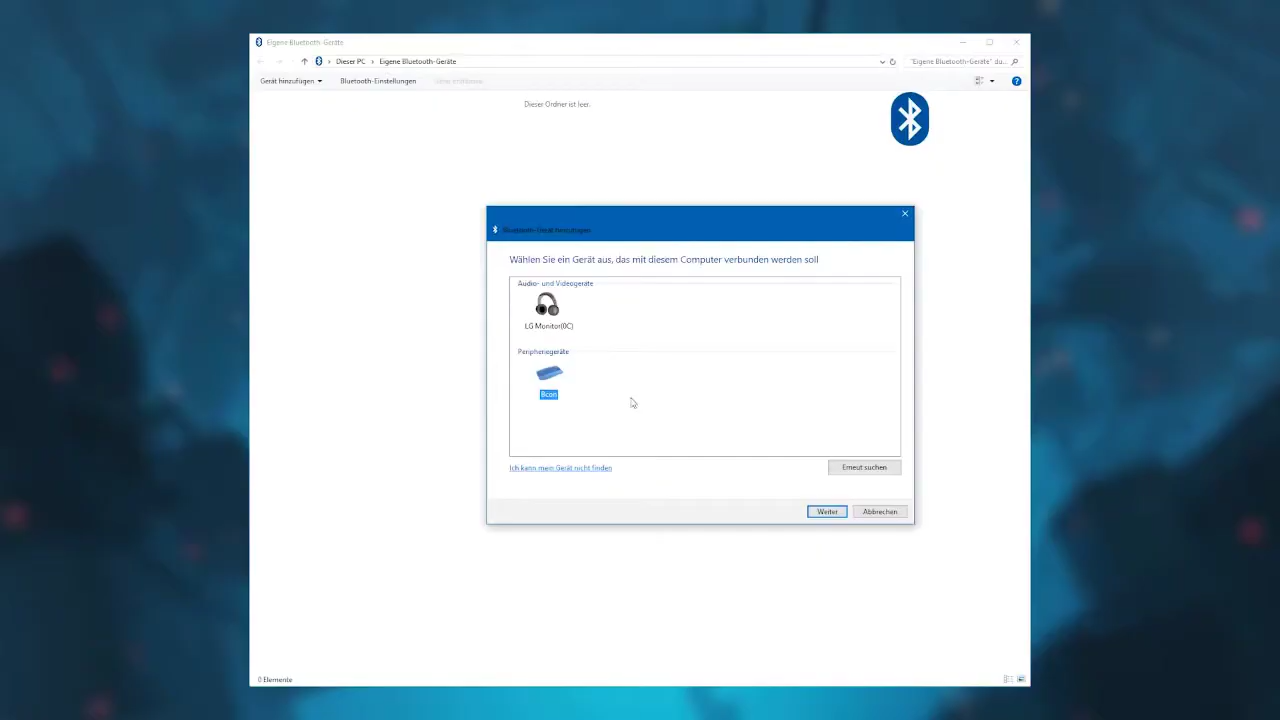 Eigene Bluetooth-Geräte
Dieser PC > Eigene Bluetooth-Geräte
"Eigene Bluetooth-Geräte" du...
Gerät hinzufügen
Bluetooth-Einstellungen
Dieser Ordner ist leer.
Bluetooth-Gerät hinzufügen
Wählen Sie ein Gerät aus, das mit diesem Computer verbunden werden soll
Audio- und Videogeräte
LG Monitor(0C)
Peripheriegeräte
Bcon
Ich kann mein Gerät nicht finden
Erneut suchen
Weiter
Abbrechen
0 Elemente